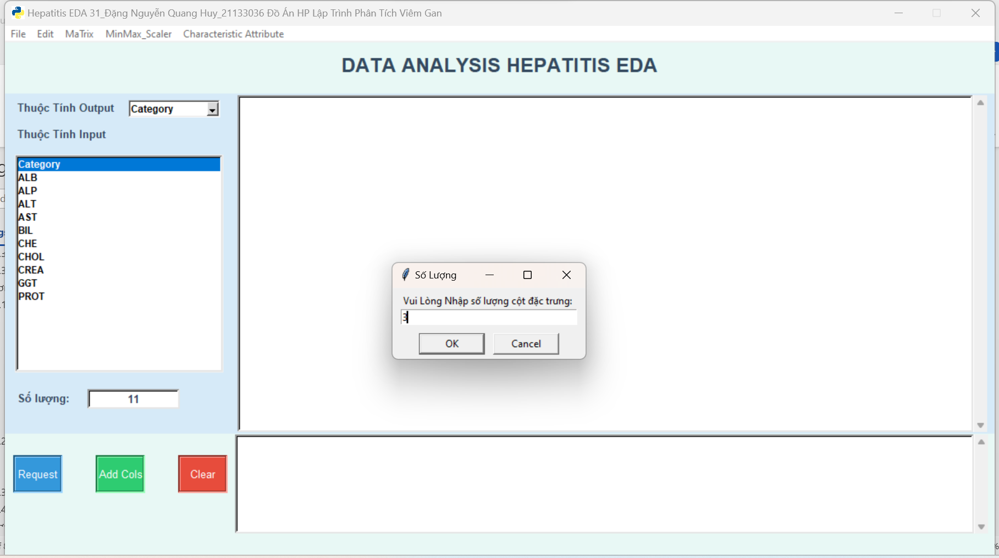 Hepatitis EDA 31_Đặng Nguyễn Quang Huy_21133036 Đồ Án HP Lập Trình Phân Tích Viêm Gan
File Edit MaTrix MinMax_Scaler Characteristic Attribute
DATA ANALYSIS HEPATITIS EDA
Thuộc Tính Output Category
Thuộc Tính Input
Category
ALB
ALP
ALT
AST
BIL
CHE
CHOL
CREA
GGT
PROT
Số Lượng
Vui Lòng Nhập số lượng cột đặc trưng:
3
OK Cancel
Số lượng: 11
Request Add Cols Clear